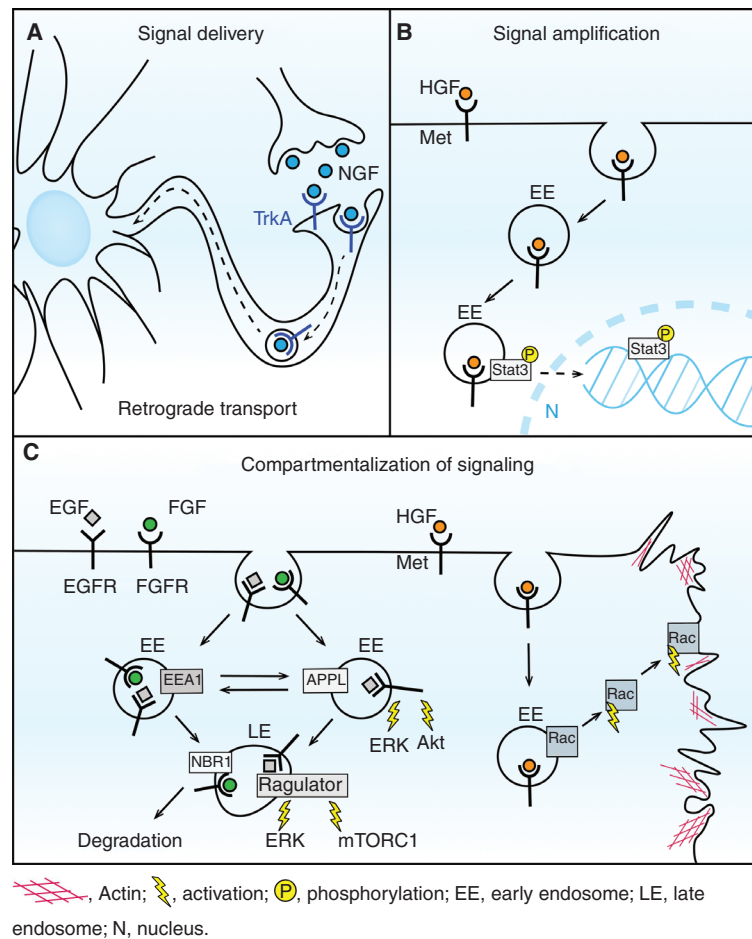 A
Signal delivery
NGF
TrkA
Retrograde transport
B
Signal amplification
HGF
Met
EE
EE
P
Stat3
P
Stat3
N
C
Compartmentalization of signaling
EGF
FGF
EGFR
FGFR
HGF
Met
EE
EEA1
APPL
EE
ERK
Akt
LE
NBR1
Ragulator
Degradation
ERK
mTORC1
EE
Rac
Rac
Rac
, Actin; , activation; P, phosphorylation; EE, early endosome; LE, late
endosome; N, nucleus.